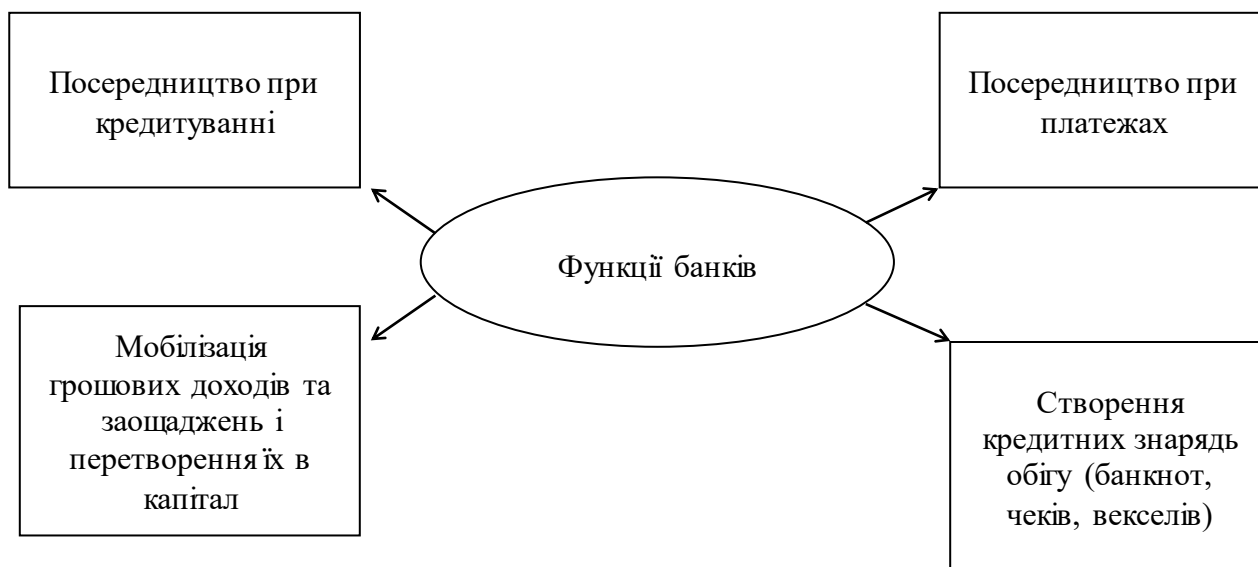 Посередництво при
кредитуванні
Посередництво при
платежах
Функції банків
Мобілізація
грошових доходів та
заощаджень і
перетворення їх в
капітал
Створення
кредитних знарядь
обігу (банкнот,
чеків, векселів)